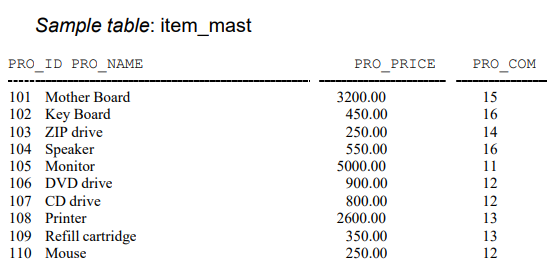 Sample table: item_mast
PRO_ID PRO_NAME PRO_PRICE PRO_COM
101 Mother Board 3200.00 15
102 Key Board 450.00 16
103 ZIP drive 250.00 14
104 Speaker 550.00 16
105 Monitor 5000.00 11
106 DVD drive 900.00 12
107 CD drive 800.00 12
108 Printer 2600.00 13
109 Refill cartridge 350.00 13
110 Mouse 250.00 12